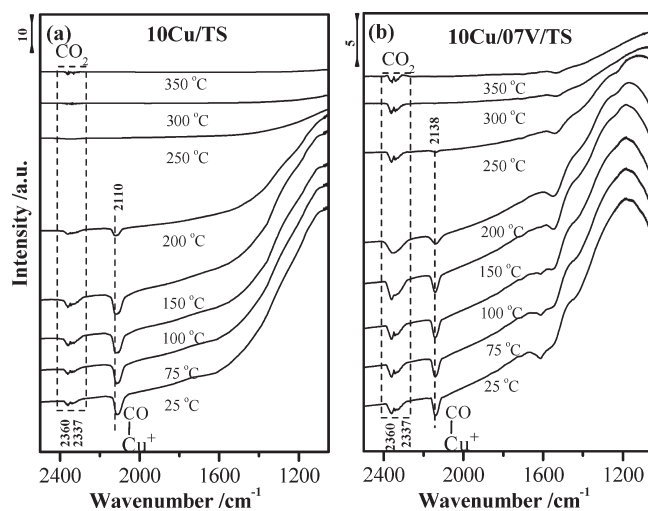 10
(a)
10Cu/TS
CO2
350 °C
300 °C
250 °C
2110
200 °C
150 °C
100 °C
75 °C
25 °C
2360
2337
CO
Cu+
2400 2000 1600 1200
Wavenumber /cm-1
Intensity /a.u.
5
(b)
10Cu/07V/TS
CO2
350 °C
300 °C
2138
250 °C
200 °C
150 °C
100 °C
75 °C
25 °C
2360
2337
CO
Cu+
2400 2000 1600 1200
Wavenumber /cm-1